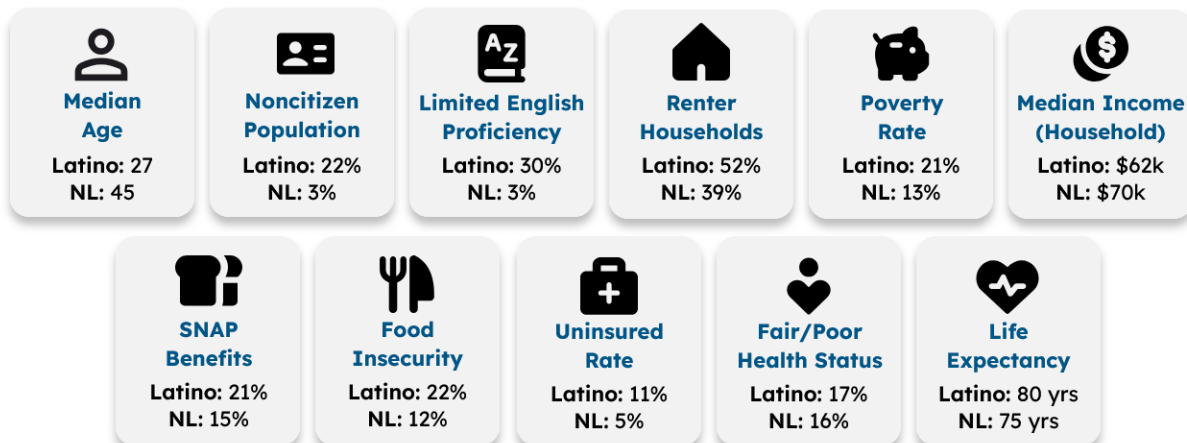 Median
Age
Latino: 27
NL: 45
Noncitizen
Population
Latino: 22%
NL: 3%
A
Z
Limited English
Proficiency
Latino: 30%
NL: 3%
Renter
Households
Latino: 52%
NL: 39%
Poverty
Rate
Latino: 21%
NL: 13%
$
Median Income
(Household)
Latino: $62k
NL: $70k
SNAP
Benefits
Latino: 21%
NL: 15%
Food
Insecurity
Latino: 22%
NL: 12%
Uninsured
Rate
Latino: 11%
NL: 5%
Fair/Poor
Health Status
Latino: 17%
NL: 16%
Life
Expectancy
Latino: 80 yrs
NL: 75 yrs